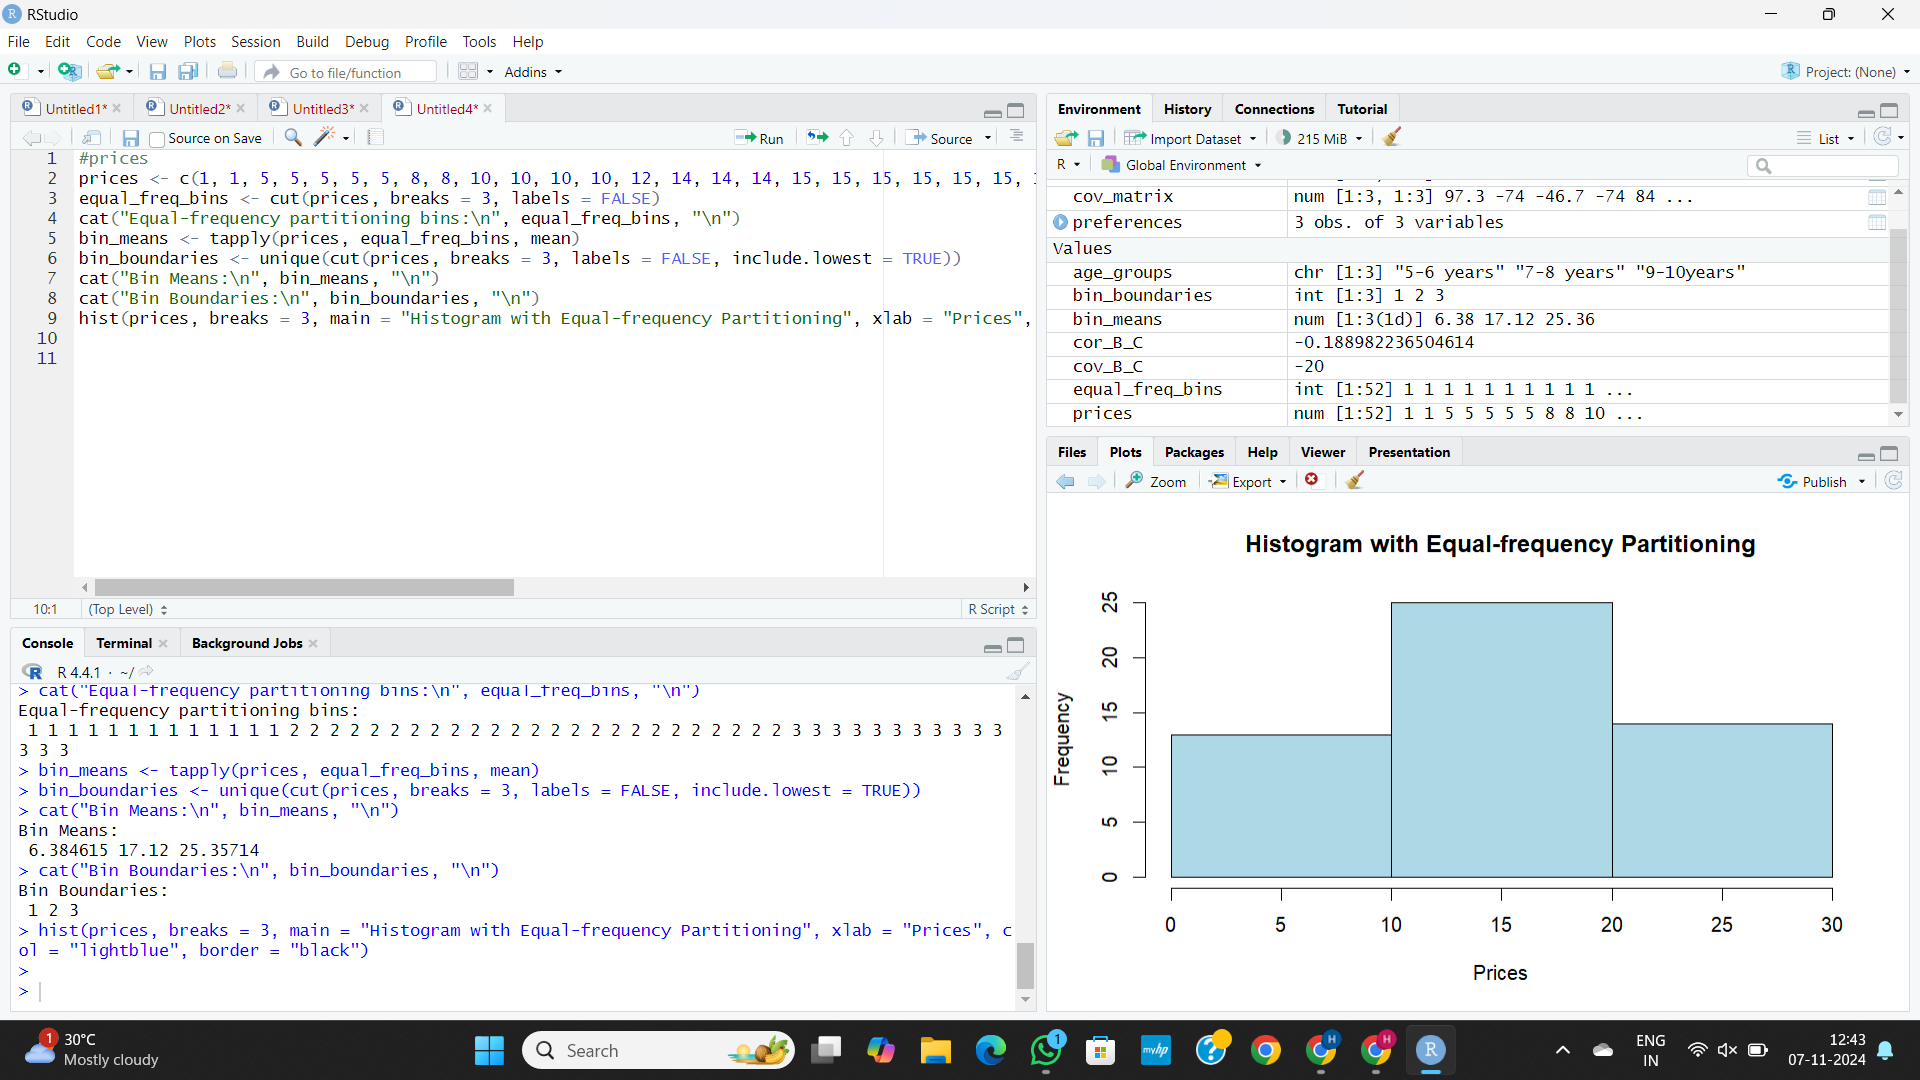 RStudio
File Edit Code View Plots Session Build Debug Profile Tools Help
Go to file/function Addins Project: (None)
Untitled1* Untitled2* Untitled3* Untitled4*
Source on Save Run Source
1 #prices
2 prices <- c(1, 1, 5, 5, 5, 5, 5, 8, 8, 10, 10, 10, 10, 12, 14, 14, 14, 15, 15, 15, 15, 15, 15,
3 equal_freq_bins <- cut(prices, breaks = 3, labels = FALSE)
4 cat("Equal-frequency partitioning bins:\n", equal_freq_bins, "\n")
5 bin_means <- tapply(prices, equal_freq_bins, mean)
6 bin_boundaries <- unique(cut(prices, breaks = 3, labels = FALSE, include.lowest = TRUE))
7 cat("Bin Means:\n", bin_means, "\n")
8 cat("Bin Boundaries:\n", bin_boundaries, "\n")
9 hist(prices, breaks = 3, main = "Histogram with Equal-frequency Partitioning", xlab = "Prices",
10
11
10:1 (Top Level) R Script
Console Terminal Background Jobs
R 4.4.1 · ~/
> cat("Equal-frequency partitioning bins:\n", equal_freq_bins, "\n")
Equal-frequency partitioning bins:
1 1 1 1 1 1 1 1 1 1 1 1 1 2 2 2 2 2 2 2 2 2 2 2 2 2 2 2 2 2 2 2 2 2 2 2 2 2 3 3 3 3 3 3 3 3 3 3 3
3 3 3
> bin_means <- tapply(prices, equal_freq_bins, mean)
> bin_boundaries <- unique(cut(prices, breaks = 3, labels = FALSE, include.lowest = TRUE))
> cat("Bin Means:\n", bin_means, "\n")
Bin Means:
6.384615 17.12 25.35714
> cat("Bin Boundaries:\n", bin_boundaries, "\n")
Bin Boundaries:
1 2 3
> hist(prices, breaks = 3, main = "Histogram with Equal-frequency Partitioning", xlab = "Prices", c
ol = "lightblue", border = "black")
>
>
Environment History Connections Tutorial
Import Dataset 215 MiB List
R Global Environment
cov_matrix num [1:3, 1:3] 97.3 -74 -46.7 -74 84 ...
preferences 3 obs. of 3 variables
Values
age_groups chr [1:3] "5-6 years" "7-8 years" "9-10years"
bin_boundaries int [1:3] 1 2 3
bin_means num [1:3(1d)] 6.38 17.12 25.36
cor_B_C -0.188982236504614
cov_B_C -20
equal_freq_bins int [1:52] 1 1 1 1 1 1 1 1 1 1 ...
prices num [1:52] 1 1 5 5 5 5 5 8 8 10 ...
Files Plots Packages Help Viewer Presentation
Zoom Export Publish
Histogram with Equal-frequency Partitioning
Frequency
25
20
15
10
5
0
0 5 10 15 20 25 30
Prices
1 30°C
Mostly cloudy
Search
1
myhp
H
H
R
ENG
IN
12:43
07-11-2024